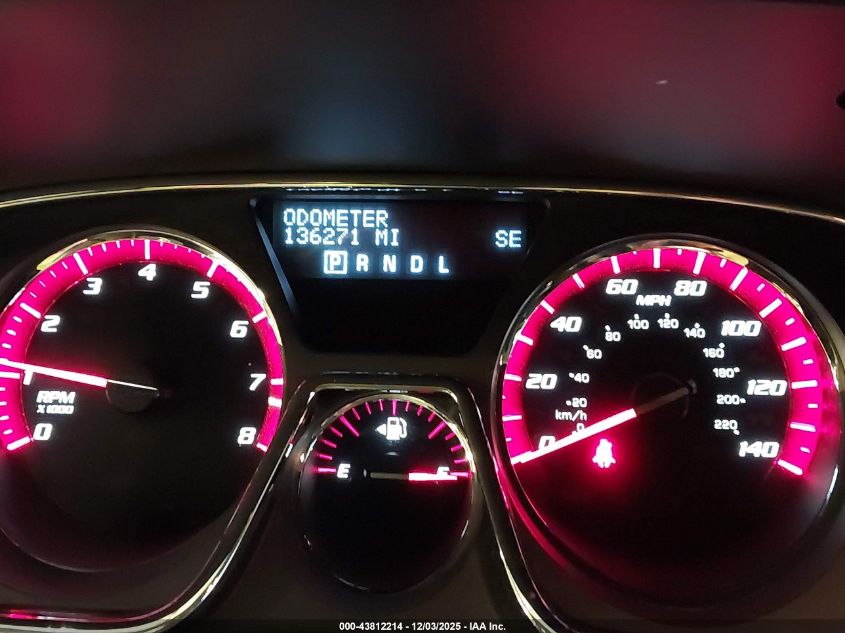 ODOMETER
136271 MI SE
P R N D L
0 1 2 3 4 5 6 7 8
RPM
X1000
E F
0 20 40 60 80 100 120 140
MPH
0 20 40 60 80 100 120 140 160 180 200 220
km/h
000-43812214 - 12/03/2025 - IAA Inc.